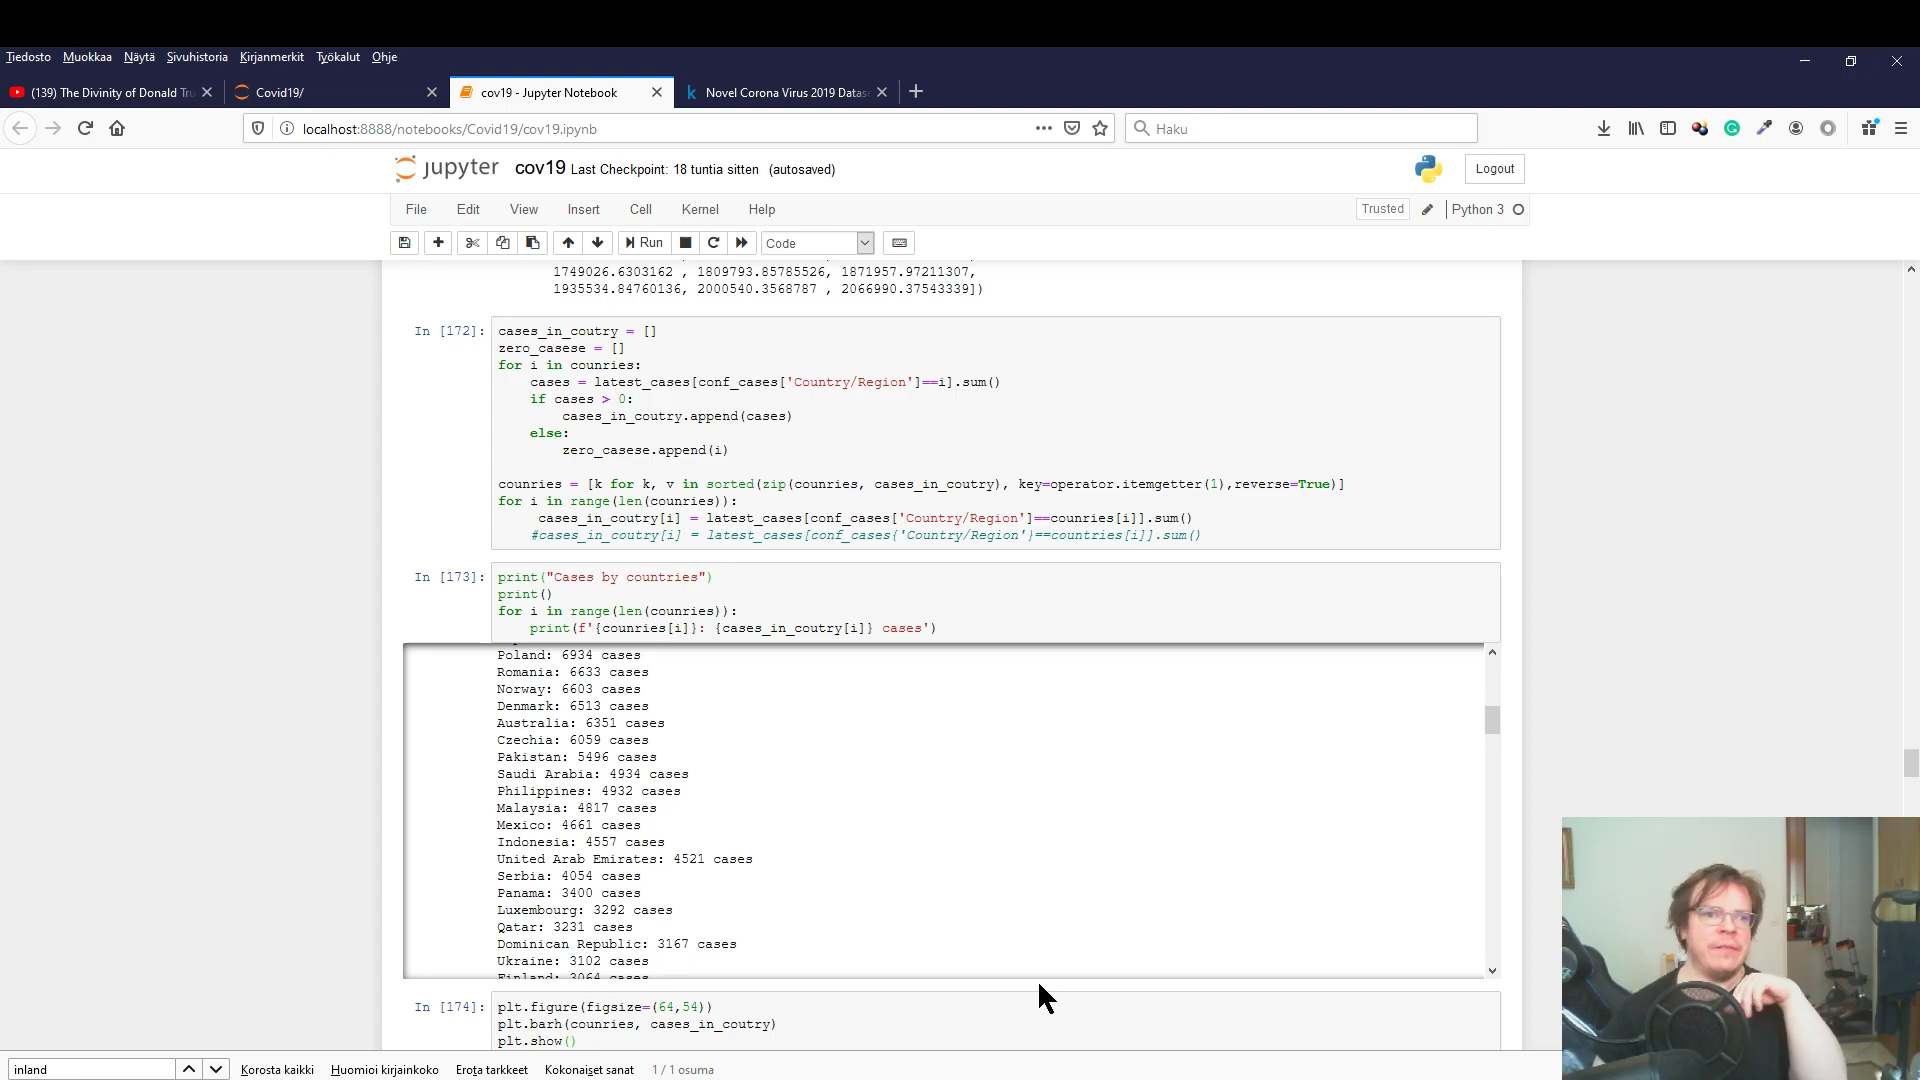 Tiedosto Muokkaa Näytä Sivuhistoria Kirjanmerkit Työkalut Ohje
(139) The Divinity of Donald Tru
Covid19/
cov19 - Jupyter Notebook
Novel Corona Virus 2019 Datas
localhost:8888/notebooks/Covid19/cov19.ipynb
Haku
jupyter cov19 Last Checkpoint: 18 tuntia sitten (autosaved)
Logout
File Edit View Insert Cell Kernel Help
Trusted
Python 3
Run
Code
1749026.6303162 , 1809793.85785526, 1871957.97211307,
1935534.84760136, 2000540.3568787 , 2066990.37543339])
In [172]:
cases_in_coutry = []
zero_casese = []
for i in counries:
    cases = latest_cases[conf_cases['Country/Region']==i].sum()
    if cases > 0:
        cases_in_coutry.append(cases)
    else:
        zero_casese.append(i)
counries = [k for k, v in sorted(zip(counries, cases_in_coutry), key=operator.itemgetter(1),reverse=True)]
for i in range(len(counries)):
     cases_in_coutry[i] = latest_cases[conf_cases['Country/Region']==counries[i]].sum()
    #cases_in_coutry[i] = latest_cases[conf_cases{'Country/Region'}==countries[i]].sum()
In [173]:
print("Cases by countries")
print()
for i in range(len(counries)):
    print(f'{counries[i]}: {cases_in_coutry[i]} cases')
Poland: 6934 cases
Romania: 6633 cases
Norway: 6603 cases
Denmark: 6513 cases
Australia: 6351 cases
Czechia: 6059 cases
Pakistan: 5496 cases
Saudi Arabia: 4934 cases
Philippines: 4932 cases
Malaysia: 4817 cases
Mexico: 4661 cases
Indonesia: 4557 cases
United Arab Emirates: 4521 cases
Serbia: 4054 cases
Panama: 3400 cases
Luxembourg: 3292 cases
Qatar: 3231 cases
Dominican Republic: 3167 cases
Ukraine: 3102 cases
Finland: 3064 cases
In [174]:
plt.figure(figsize=(64,54))
plt.barh(counries, cases_in_coutry)
plt.show()
inland
Korosta kaikki Huomioi kirjainkoko Erota tarkkeet Kokonaiset sanat 1 / 1 osuma